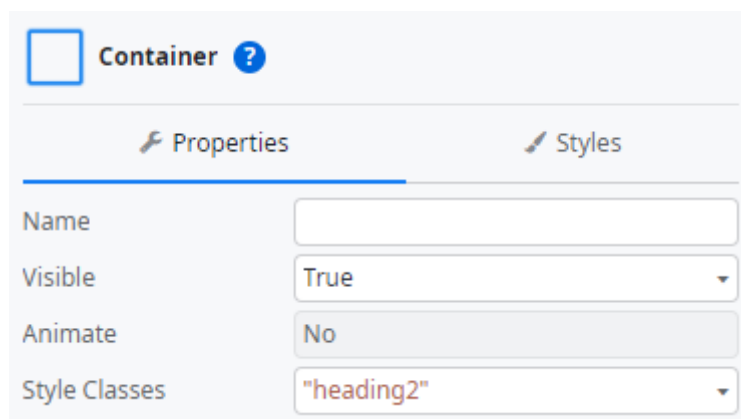 Container ?
Properties Styles
Name
Visible True
Animate No
Style Classes "heading2"